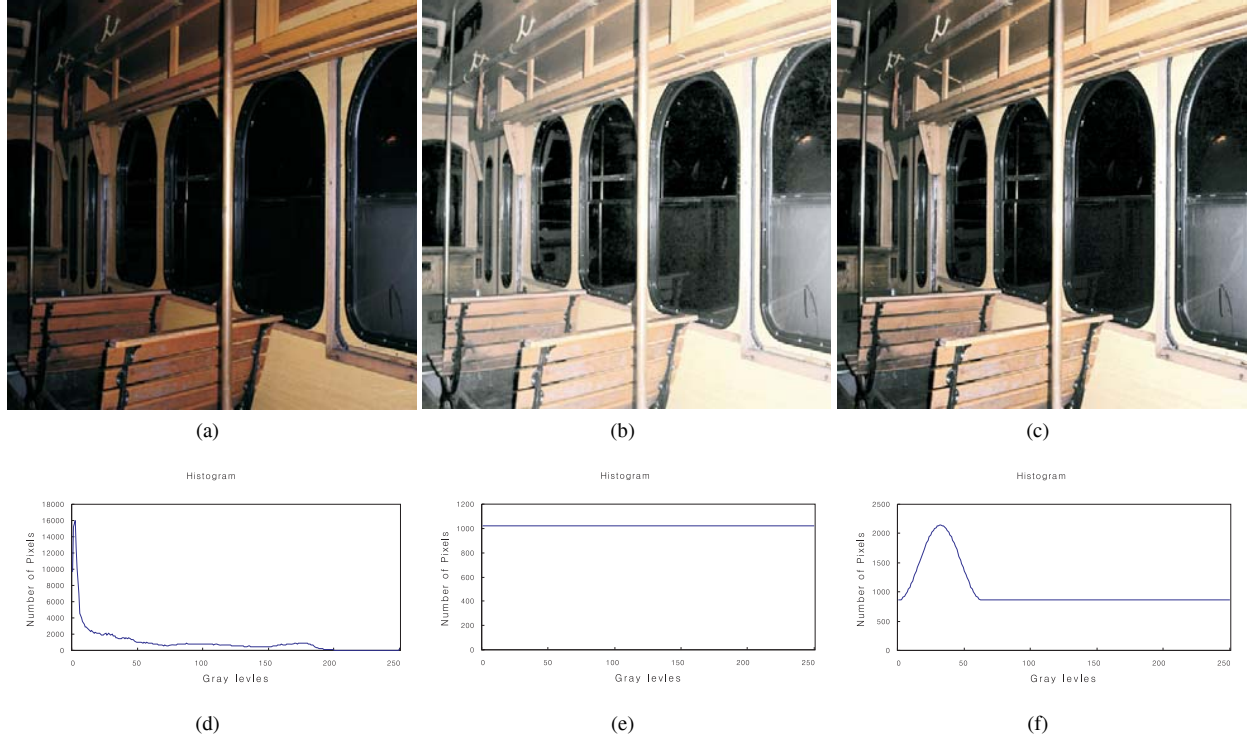 (a) (b) (c)
Histogram
18000
16000
14000
12000
10000
8000
6000
4000
2000
0
Number of Pixels
0 50 100 150 200 250
Gray levles
Histogram
1200
1000
800
600
400
200
0
Number of Pixels
0 50 100 150 200 250
Gray levles
Histogram
2500
2000
1500
1000
500
0
Number of Pixels
0 50 100 150 200 250
Gray levles
(d) (e) (f)